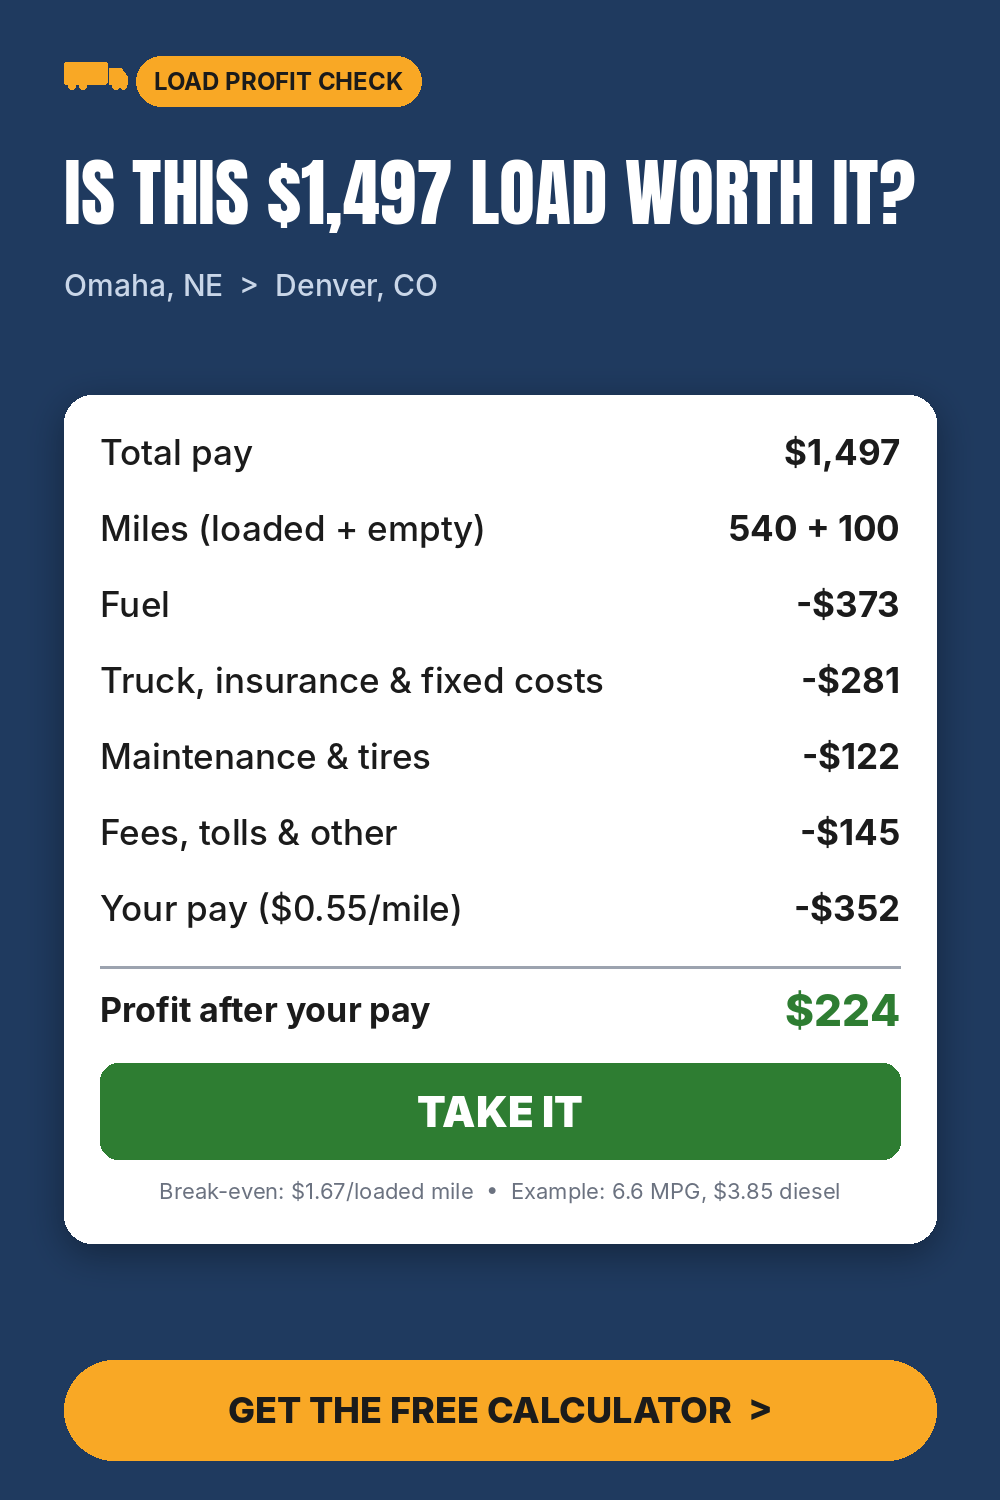 LOAD PROFIT CHECK
IS THIS $1,497 LOAD WORTH IT?
Omaha, NE > Denver, CO
Total pay $1,497
Miles (loaded + empty) 540 + 100
Fuel -$373
Truck, insurance & fixed costs -$281
Maintenance & tires -$122
Fees, tolls & other -$145
Your pay ($0.55/mile) -$352
Profit after your pay $224
TAKE IT
Break-even: $1.67/loaded mile • Example: 6.6 MPG, $3.85 diesel
GET THE FREE CALCULATOR >